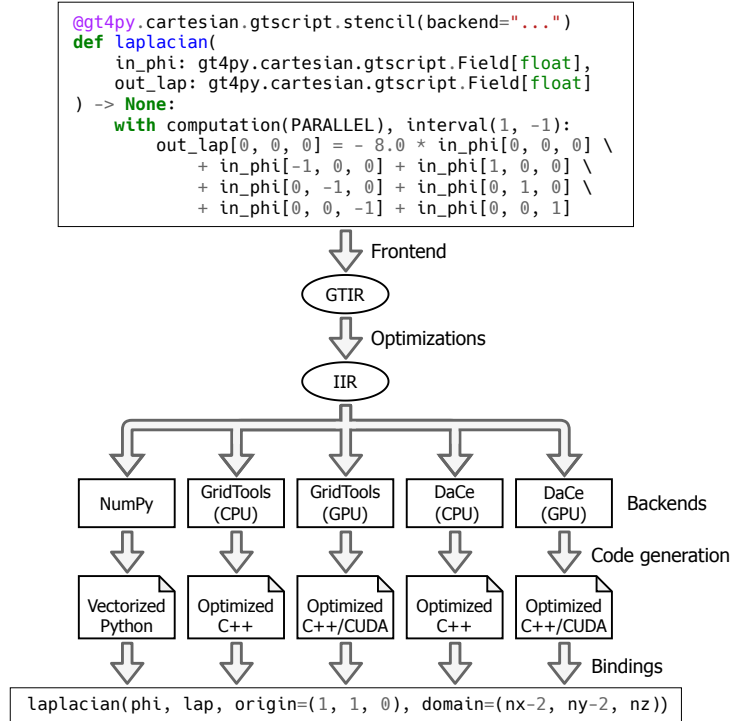 @gt4py.cartesian.gtscript.stencil(backend="...")
def laplacian(
    in_phi: gt4py.cartesian.gtscript.Field[float],
    out_lap: gt4py.cartesian.gtscript.Field[float]
) -> None:
    with computation(PARALLEL), interval(1, -1):
        out_lap[0, 0, 0] = - 8.0 * in_phi[0, 0, 0] \
            + in_phi[-1, 0, 0] + in_phi[1, 0, 0] \
            + in_phi[0, -1, 0] + in_phi[0, 1, 0] \
            + in_phi[0, 0, -1] + in_phi[0, 0, 1]
Frontend
GTIR
Optimizations
IIR
NumPy
GridTools
(CPU)
GridTools
(GPU)
DaCe
(CPU)
DaCe
(GPU)
Backends
Code generation
Vectorized
Python
Optimized
C++
Optimized
C++/CUDA
Optimized
C++
Optimized
C++/CUDA
Bindings
laplacian(phi, lap, origin=(1, 1, 0), domain=(nx-2, ny-2, nz))